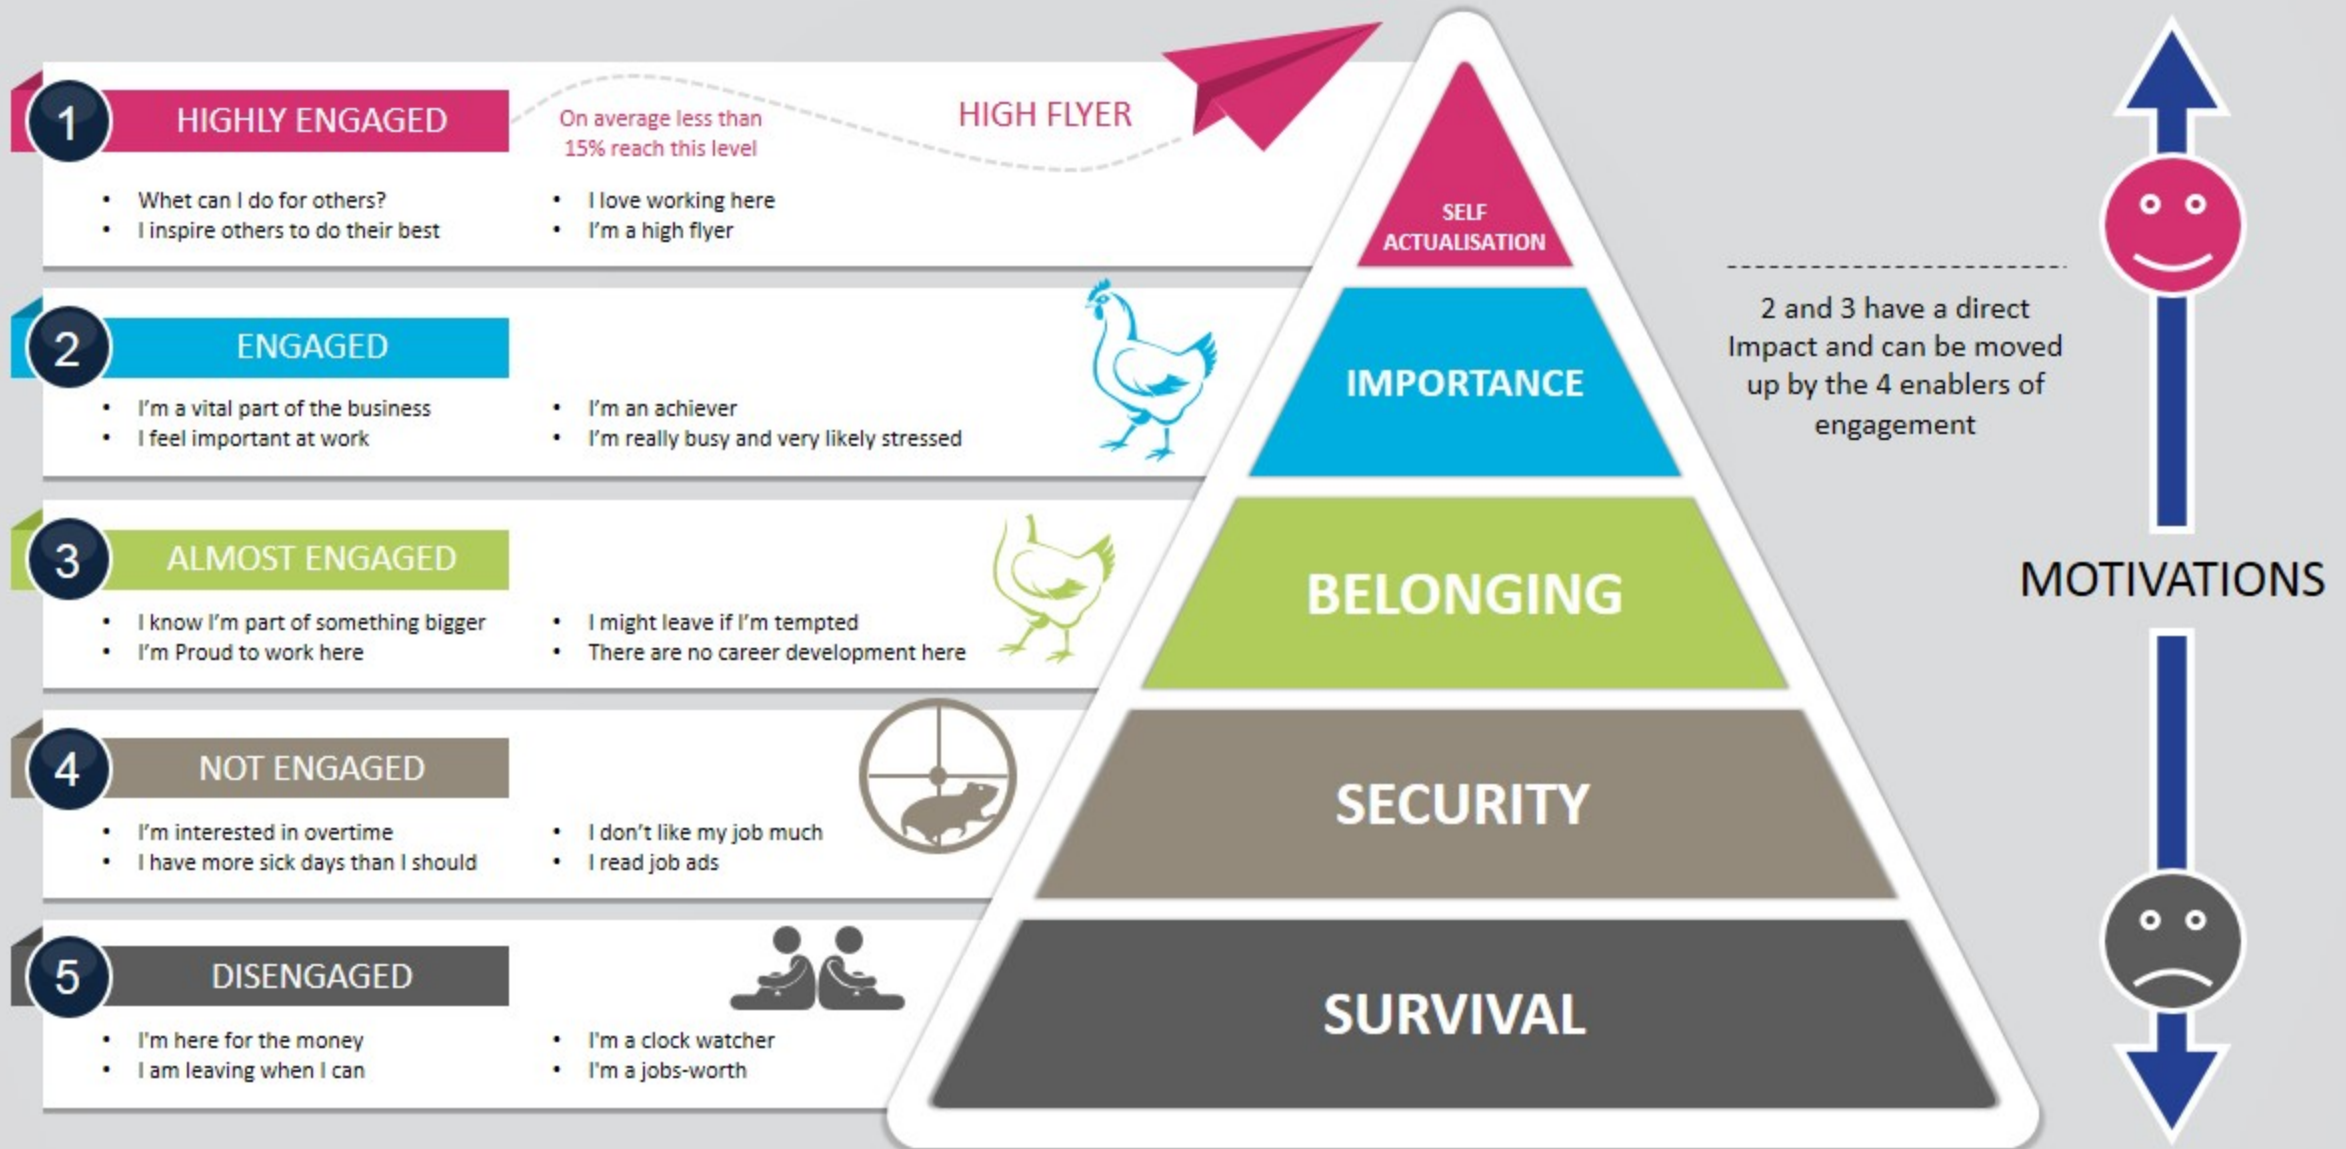 1
HIGHLY ENGAGED
On average less than
15% reach this level
HIGH FLYER
• Whet can I do for others?
• I inspire others to do their best
• I love working here
• I'm a high flyer
SELF
ACTUALISATION
2
ENGAGED
• I'm a vital part of the business
• I feel important at work
• I'm an achiever
• I'm really busy and very likely stressed
IMPORTANCE
2 and 3 have a direct
Impact and can be moved
up by the 4 enablers of
engagement
3
ALMOST ENGAGED
• I know I'm part of something bigger
• I'm Proud to work here
• I might leave if I'm tempted
• There are no career development here
BELONGING
MOTIVATIONS
4
NOT ENGAGED
• I'm interested in overtime
• I have more sick days than I should
• I don't like my job much
• I read job ads
SECURITY
5
DISENGAGED
• I'm here for the money
• I am leaving when I can
• I'm a clock watcher
• I'm a jobs-worth
SURVIVAL